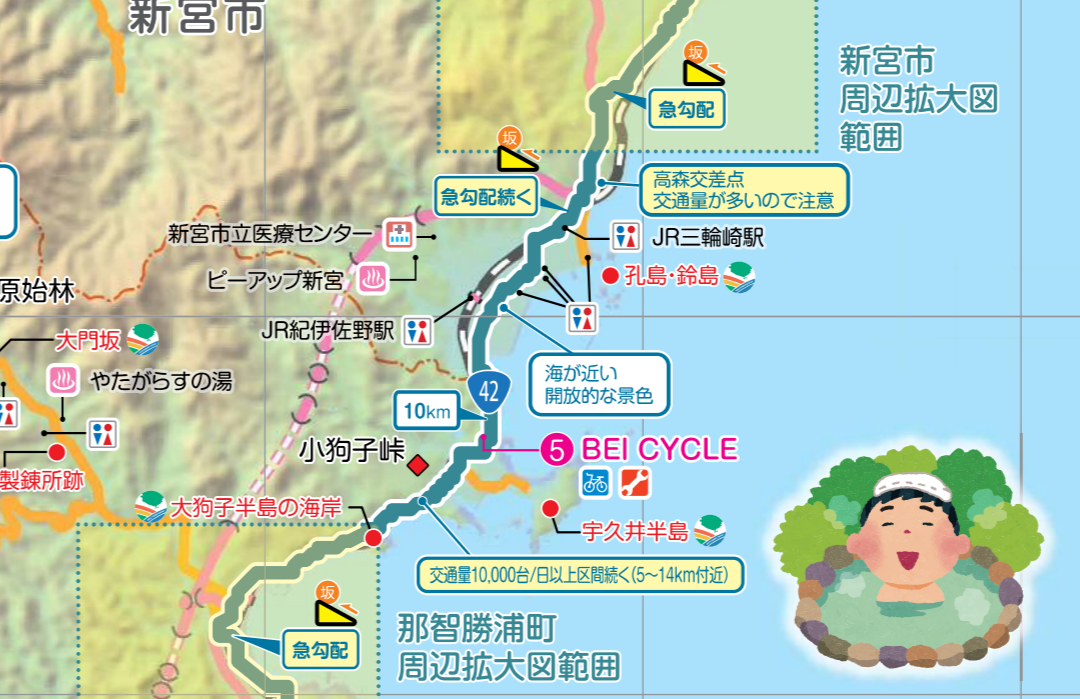 新宮市
新宮市
周辺拡大図
範囲
坂
急勾配
坂
急勾配続く
高森交差点
交通量が多いので注意
新宮市立医療センター
JR三輪崎駅
ピーアップ新宮
孔島・鈴島
原始林
JR紀伊佐野駅
大門坂
やたがらすの湯
海が近い
開放的な景色
42
10km
小狗子峠
5 BEI CYCLE
製錬所跡
大狗子半島の海岸
宇久井半島
交通量10,000台/日以上区間続く(5〜14km付近)
坂
急勾配
那智勝浦町
周辺拡大図範囲